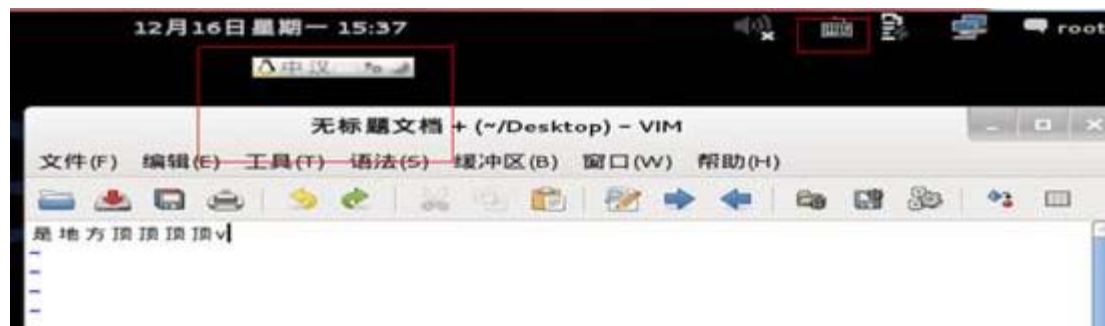 12月16日 星期一 15:37
root
中 汉
无标题文档 + (~/Desktop) – VIM
文件(F) 编辑(E) 工具(T) 语法(S) 缓冲区(B) 窗口(W) 帮助(H)
是地方顶顶顶顶v
~
~
~
~